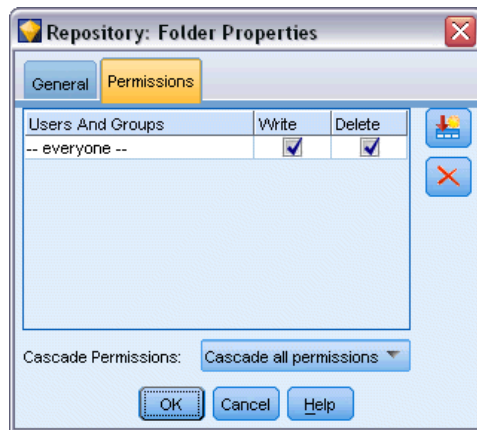 Repository: Folder Properties
General Permissions
Users And Groups Write Delete
-- everyone --
Cascade Permissions: Cascade all permissions
OK Cancel Help